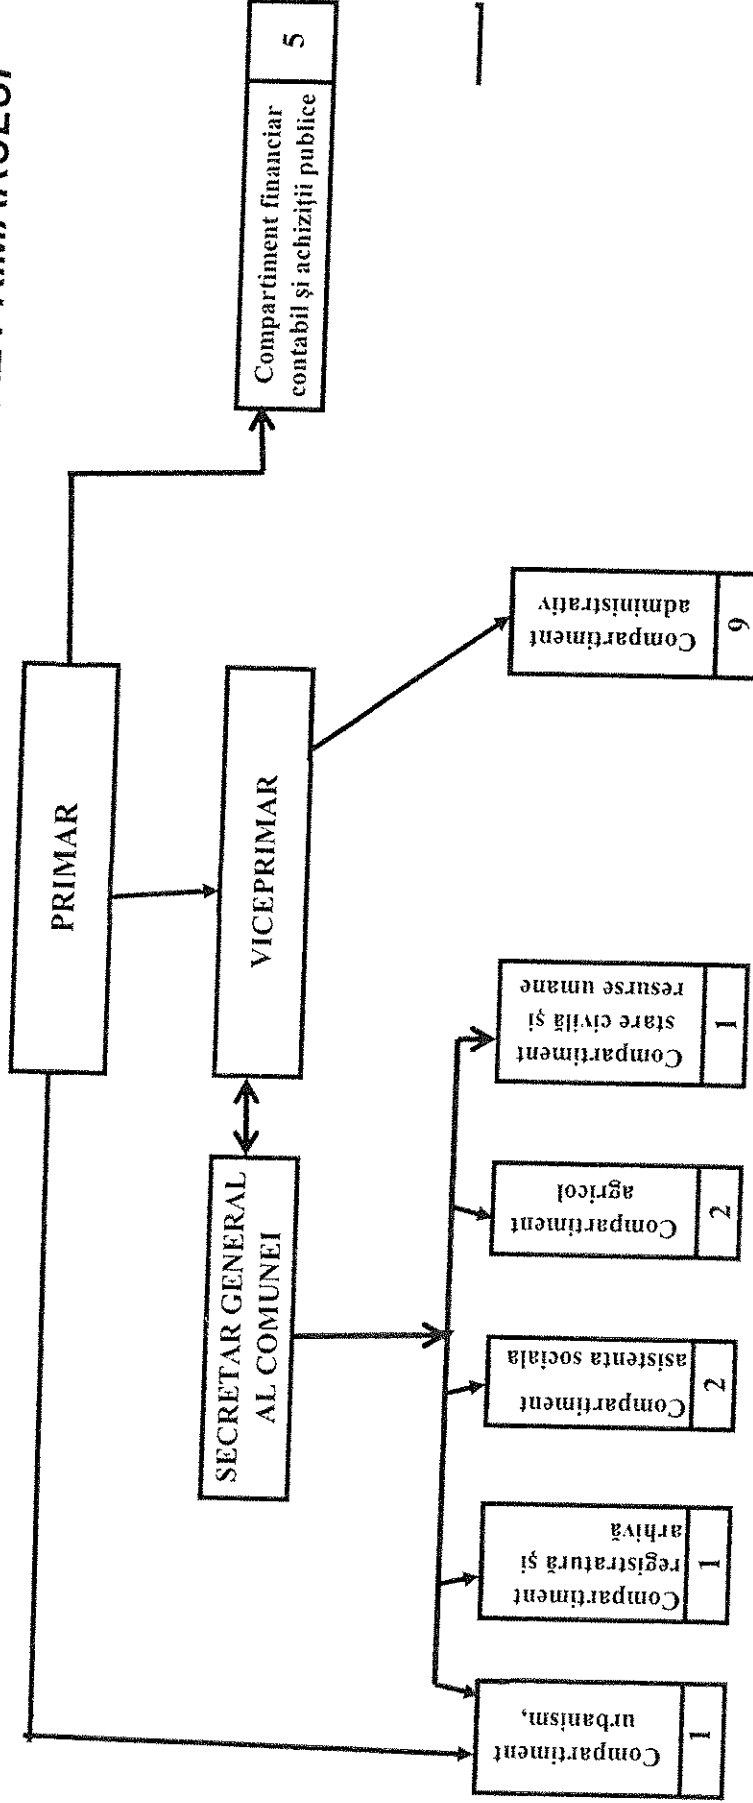 PRIMAR
VICEPRIMAR
SECRETAR GENERAL
AL COMUNEI
Compartiment financiar
contabil și achiziții publice
5
Compartiment
urbanism,
1
Compartiment
registratură și
arhivă
1
Compartiment
asistenta sociala
2
Compartiment
agricol
2
Compartiment
stare civilă și
resurse umane
1
Compartiment
administrativ
9